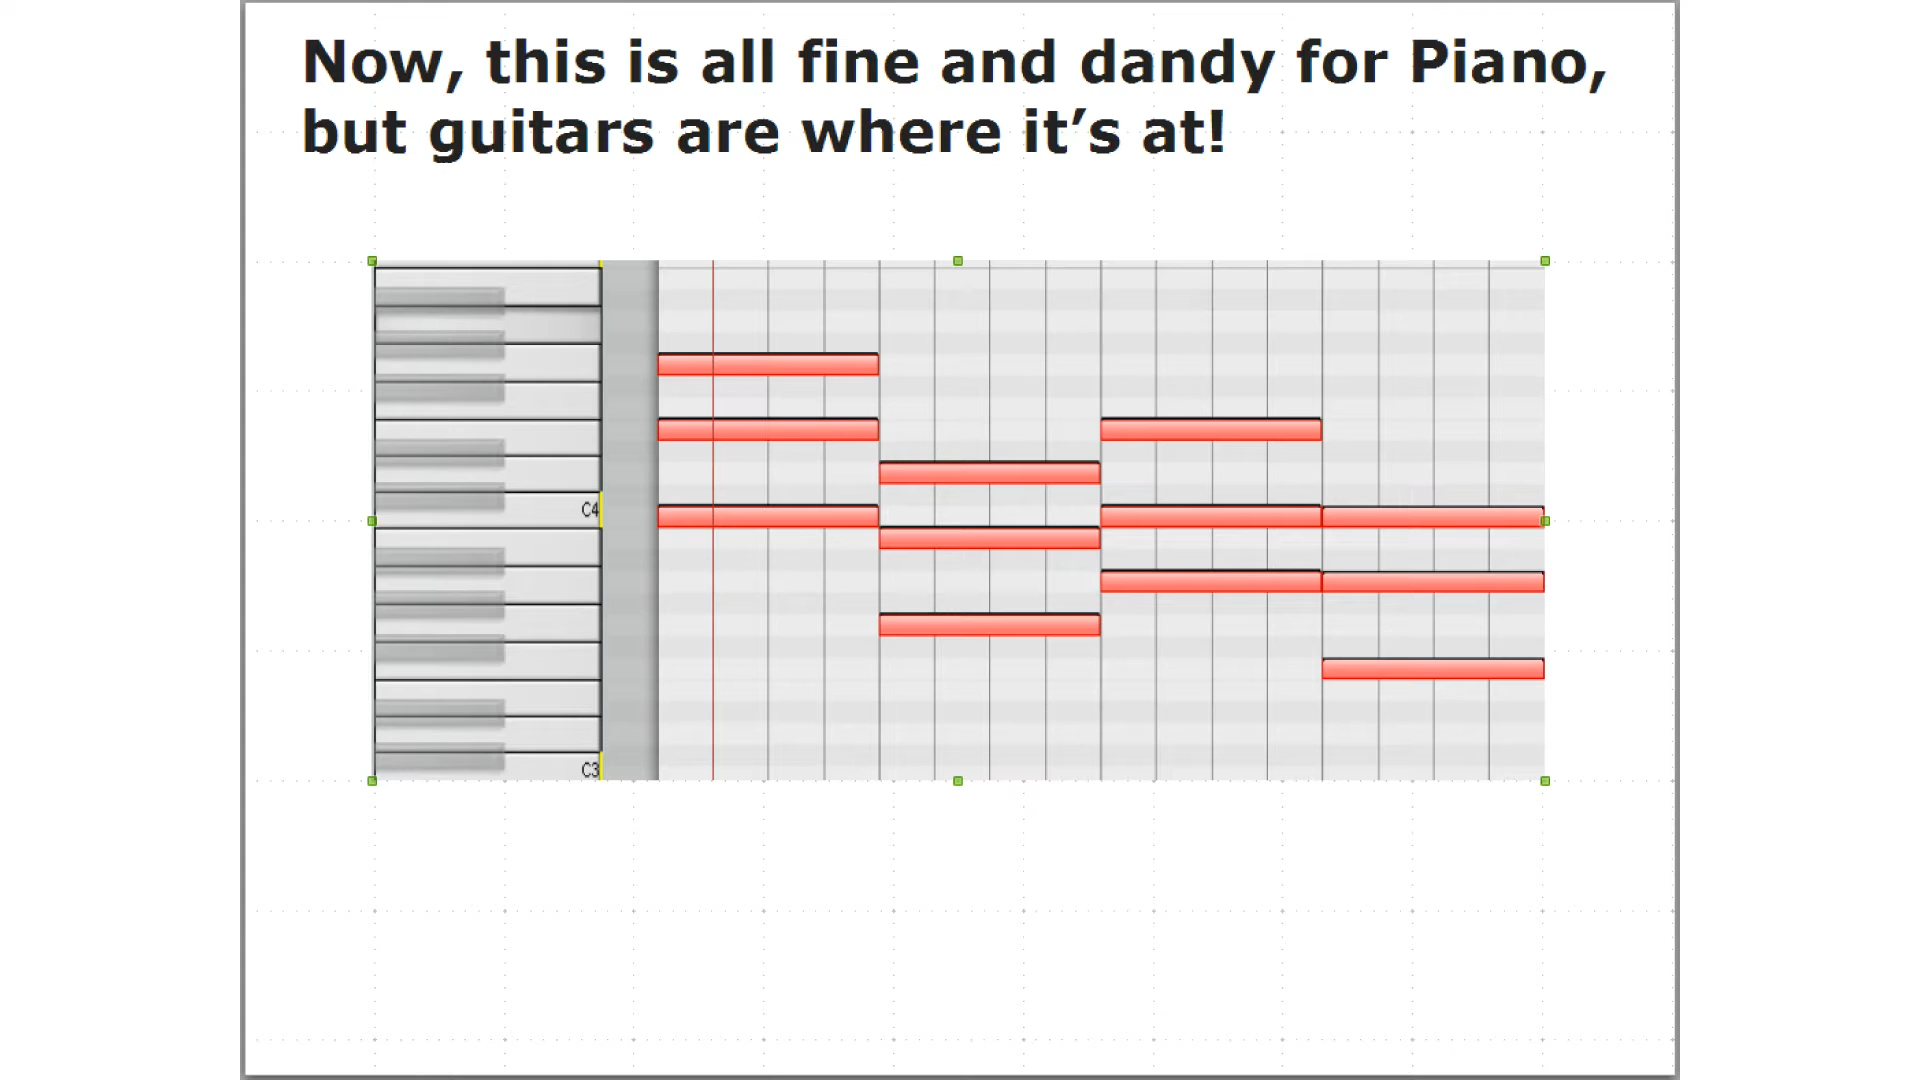 Now, this is all fine and dandy for Piano,
but guitars are where it’s at!
C4
C3